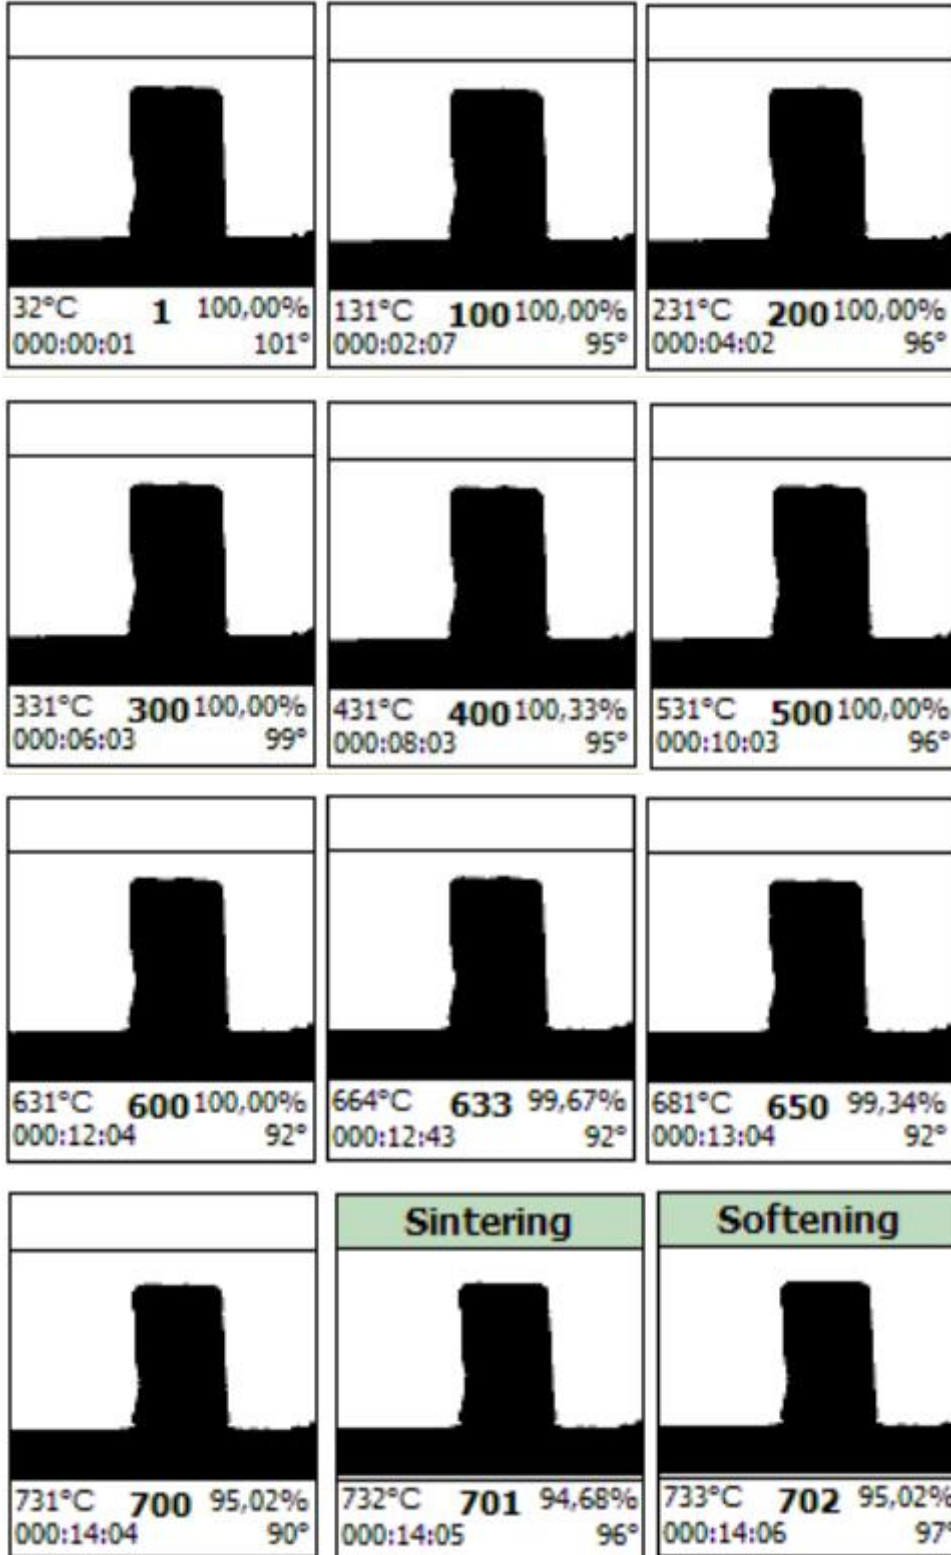 32°C 1 100,00%
000:00:01 101°
131°C 100 100,00%
000:02:07 95°
231°C 200 100,00%
000:04:02 96°
331°C 300 100,00%
000:06:03 99°
431°C 400 100,33%
000:08:03 95°
531°C 500 100,00%
000:10:03 96°
631°C 600 100,00%
000:12:04 92°
664°C 633 99,67%
000:12:43 92°
681°C 650 99,34%
000:13:04 92°
731°C 700 95,02%
000:14:04 90°
Sintering
732°C 701 94,68%
000:14:05 96°
Softening
733°C 702 95,02%
000:14:06 97°